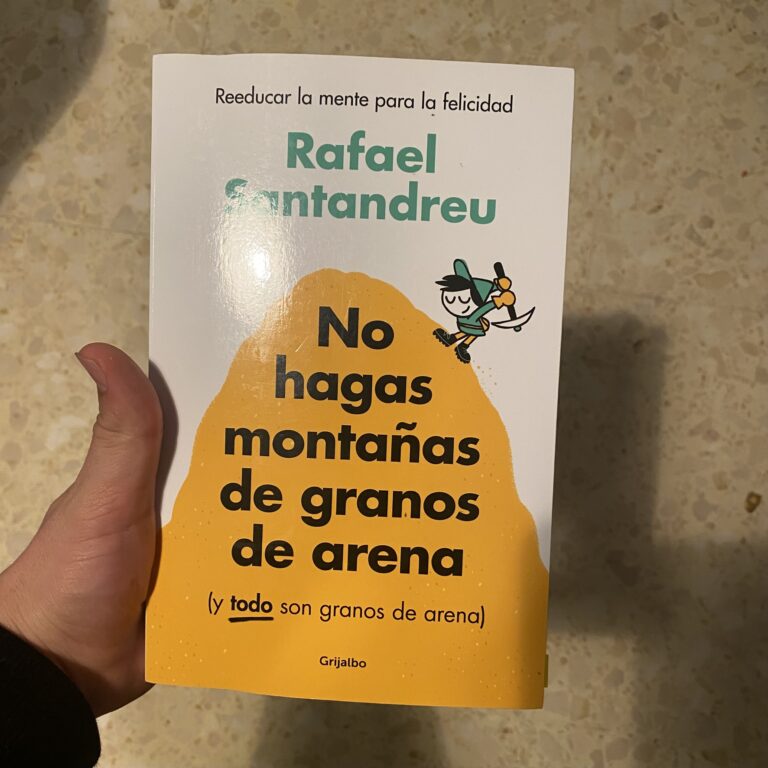 Reeducar la mente para la felicidad
Rafael
Santandreu
No
hagas
montañas
de granos
de arena
(y todo son granos de arena)
Grijalbo